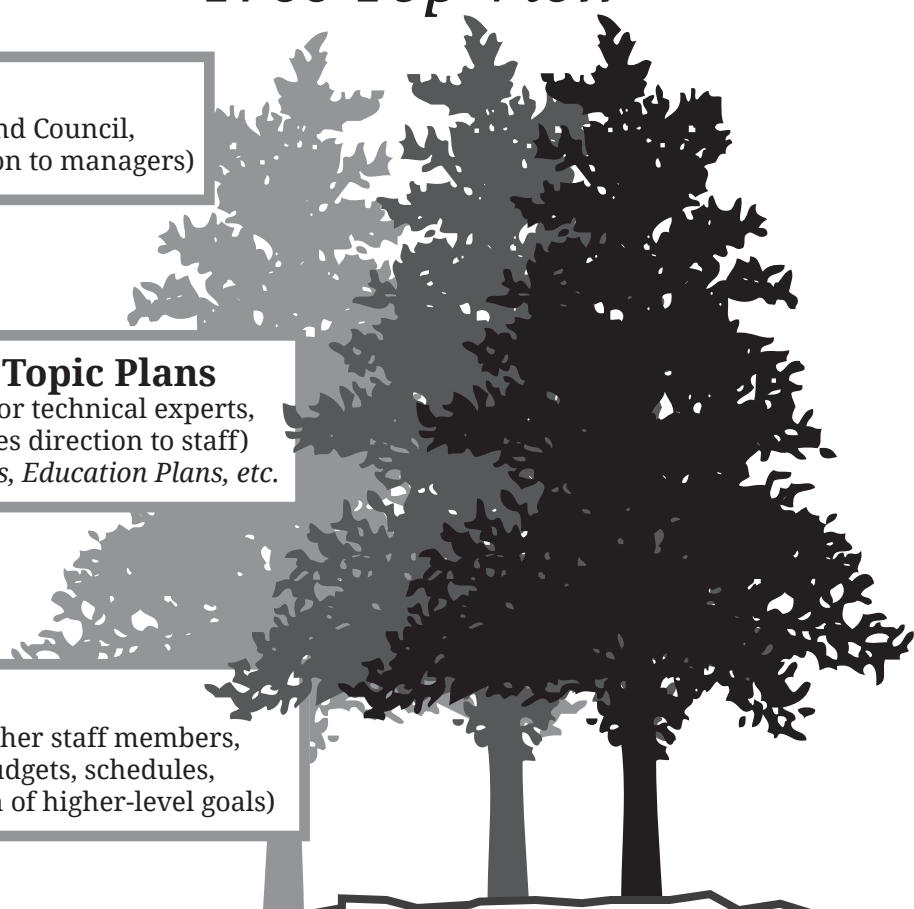 Tree Top Plan
nd Council,
on to managers)
Topic Plans
or technical experts,
es direction to staff)
s, Education Plans, etc.
her staff members,
udgets, schedules,
n of higher-level goals)